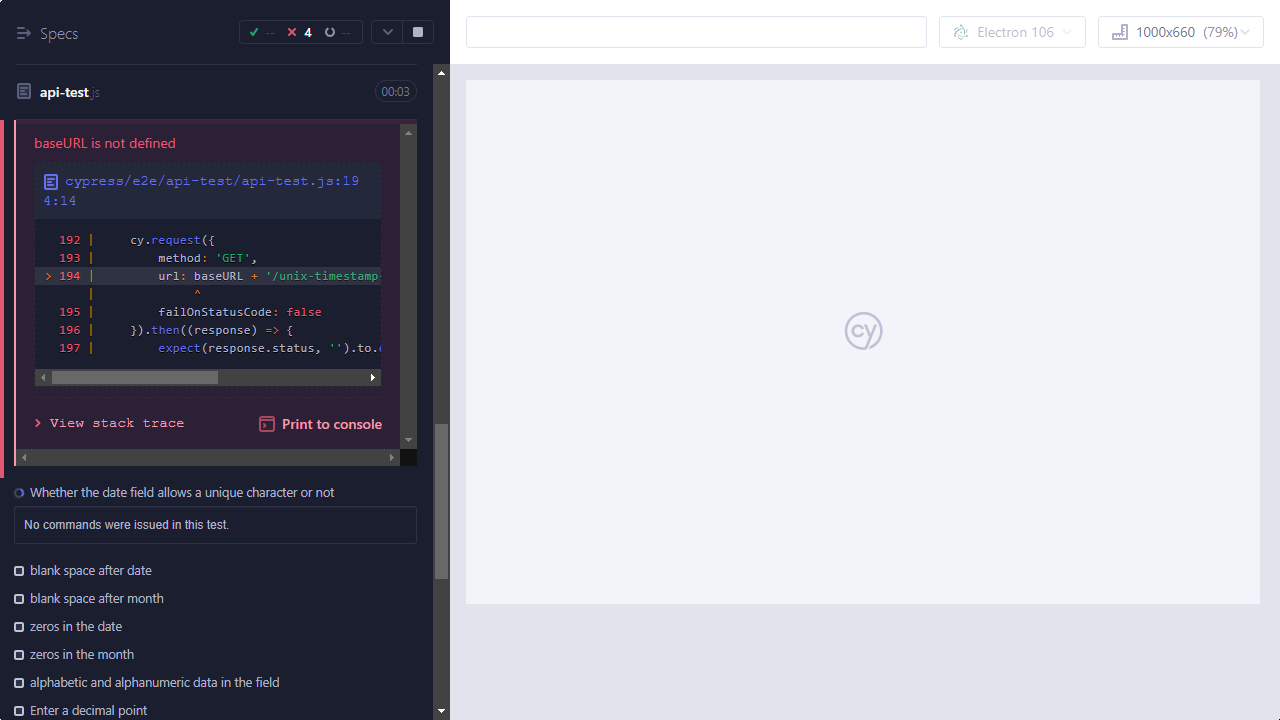 Specs
-- 4 --
Electron 106
1000x660 (79%)
api-test.js
00:03
baseURL is not defined
cypress/e2e/api-test/api-test.js:19
4:14
192 | cy.request({
193 | method: 'GET',
> 194 | url: baseURL + '/unix-timestamp-
| ^
195 | failOnStatusCode: false
196 | }).then((response) => {
197 | expect(response.status, '').to.e
> View stack trace
Print to console
Whether the date field allows a unique character or not
No commands were issued in this test.
blank space after date
blank space after month
zeros in the date
zeros in the month
alphabetic and alphanumeric data in the field
Enter a decimal point
cy